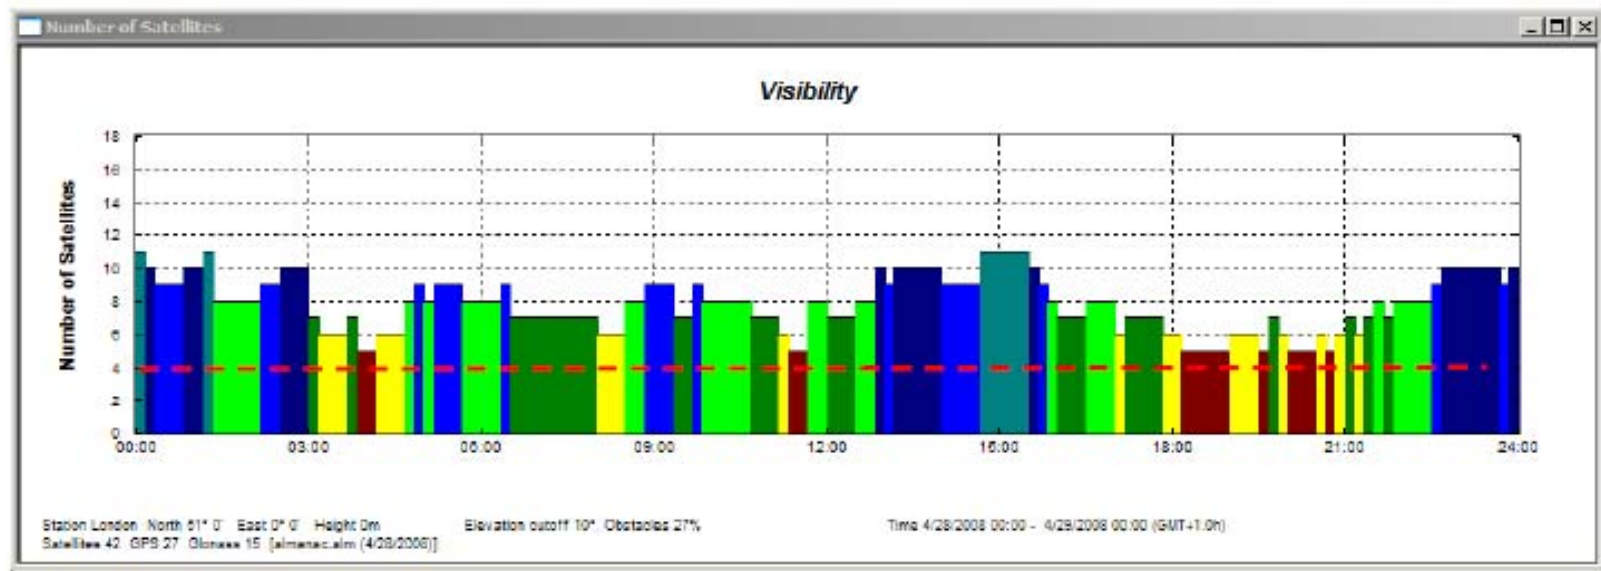 Number of Satellites
Visibility
Number of Satellites
18
16
14
12
10
8
6
4
2
0
00:00 03:00 06:00 09:00 12:00 15:00 18:00 21:00 24:00
Station London North 51° 0' East 0° 0' Height 0m Elevation cutoff 10° Obstacles 27% Time 4/28/2008 00:00 - 4/29/2008 00:00 (GMT+1.0h)
Satellites 42 GPS 27 Glonass 15 [almanac.alm (4/28/2008)]